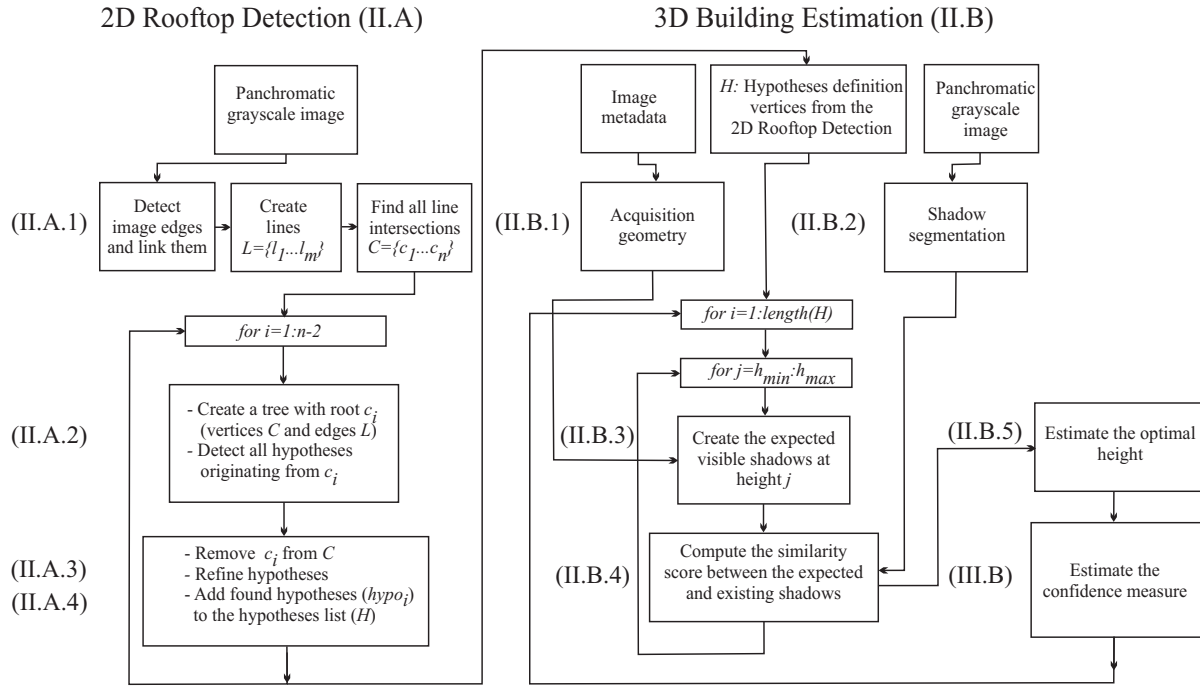 2D Rooftop Detection (II.A)
Panchromatic
grayscale image
(II.A.1)
Detect
image edges
and link them
Create
lines
L={l1...lm}
Find all line
intersections
C={c1...cn}
for i=1:n-2
(II.A.2)
- Create a tree with root ci
(vertices C and edges L)
- Detect all hypotheses
originating from ci
(II.A.3)
(II.A.4)
- Remove ci from C
- Refine hypotheses
- Add found hypotheses (hypoi)
to the hypotheses list (H)
3D Building Estimation (II.B)
Image
metadata
H: Hypotheses definition
vertices from the
2D Rooftop Detection
Panchromatic
grayscale
image
(II.B.1)
Acquisition
geometry
(II.B.2)
Shadow
segmentation
for i=1:length(H)
for j=hmin:hmax
(II.B.3)
Create the expected
visible shadows at
height j
(II.B.4)
Compute the similarity
score between the expected
and existing shadows
(II.B.5)
Estimate the optimal
height
(III.B)
Estimate the
confidence measure